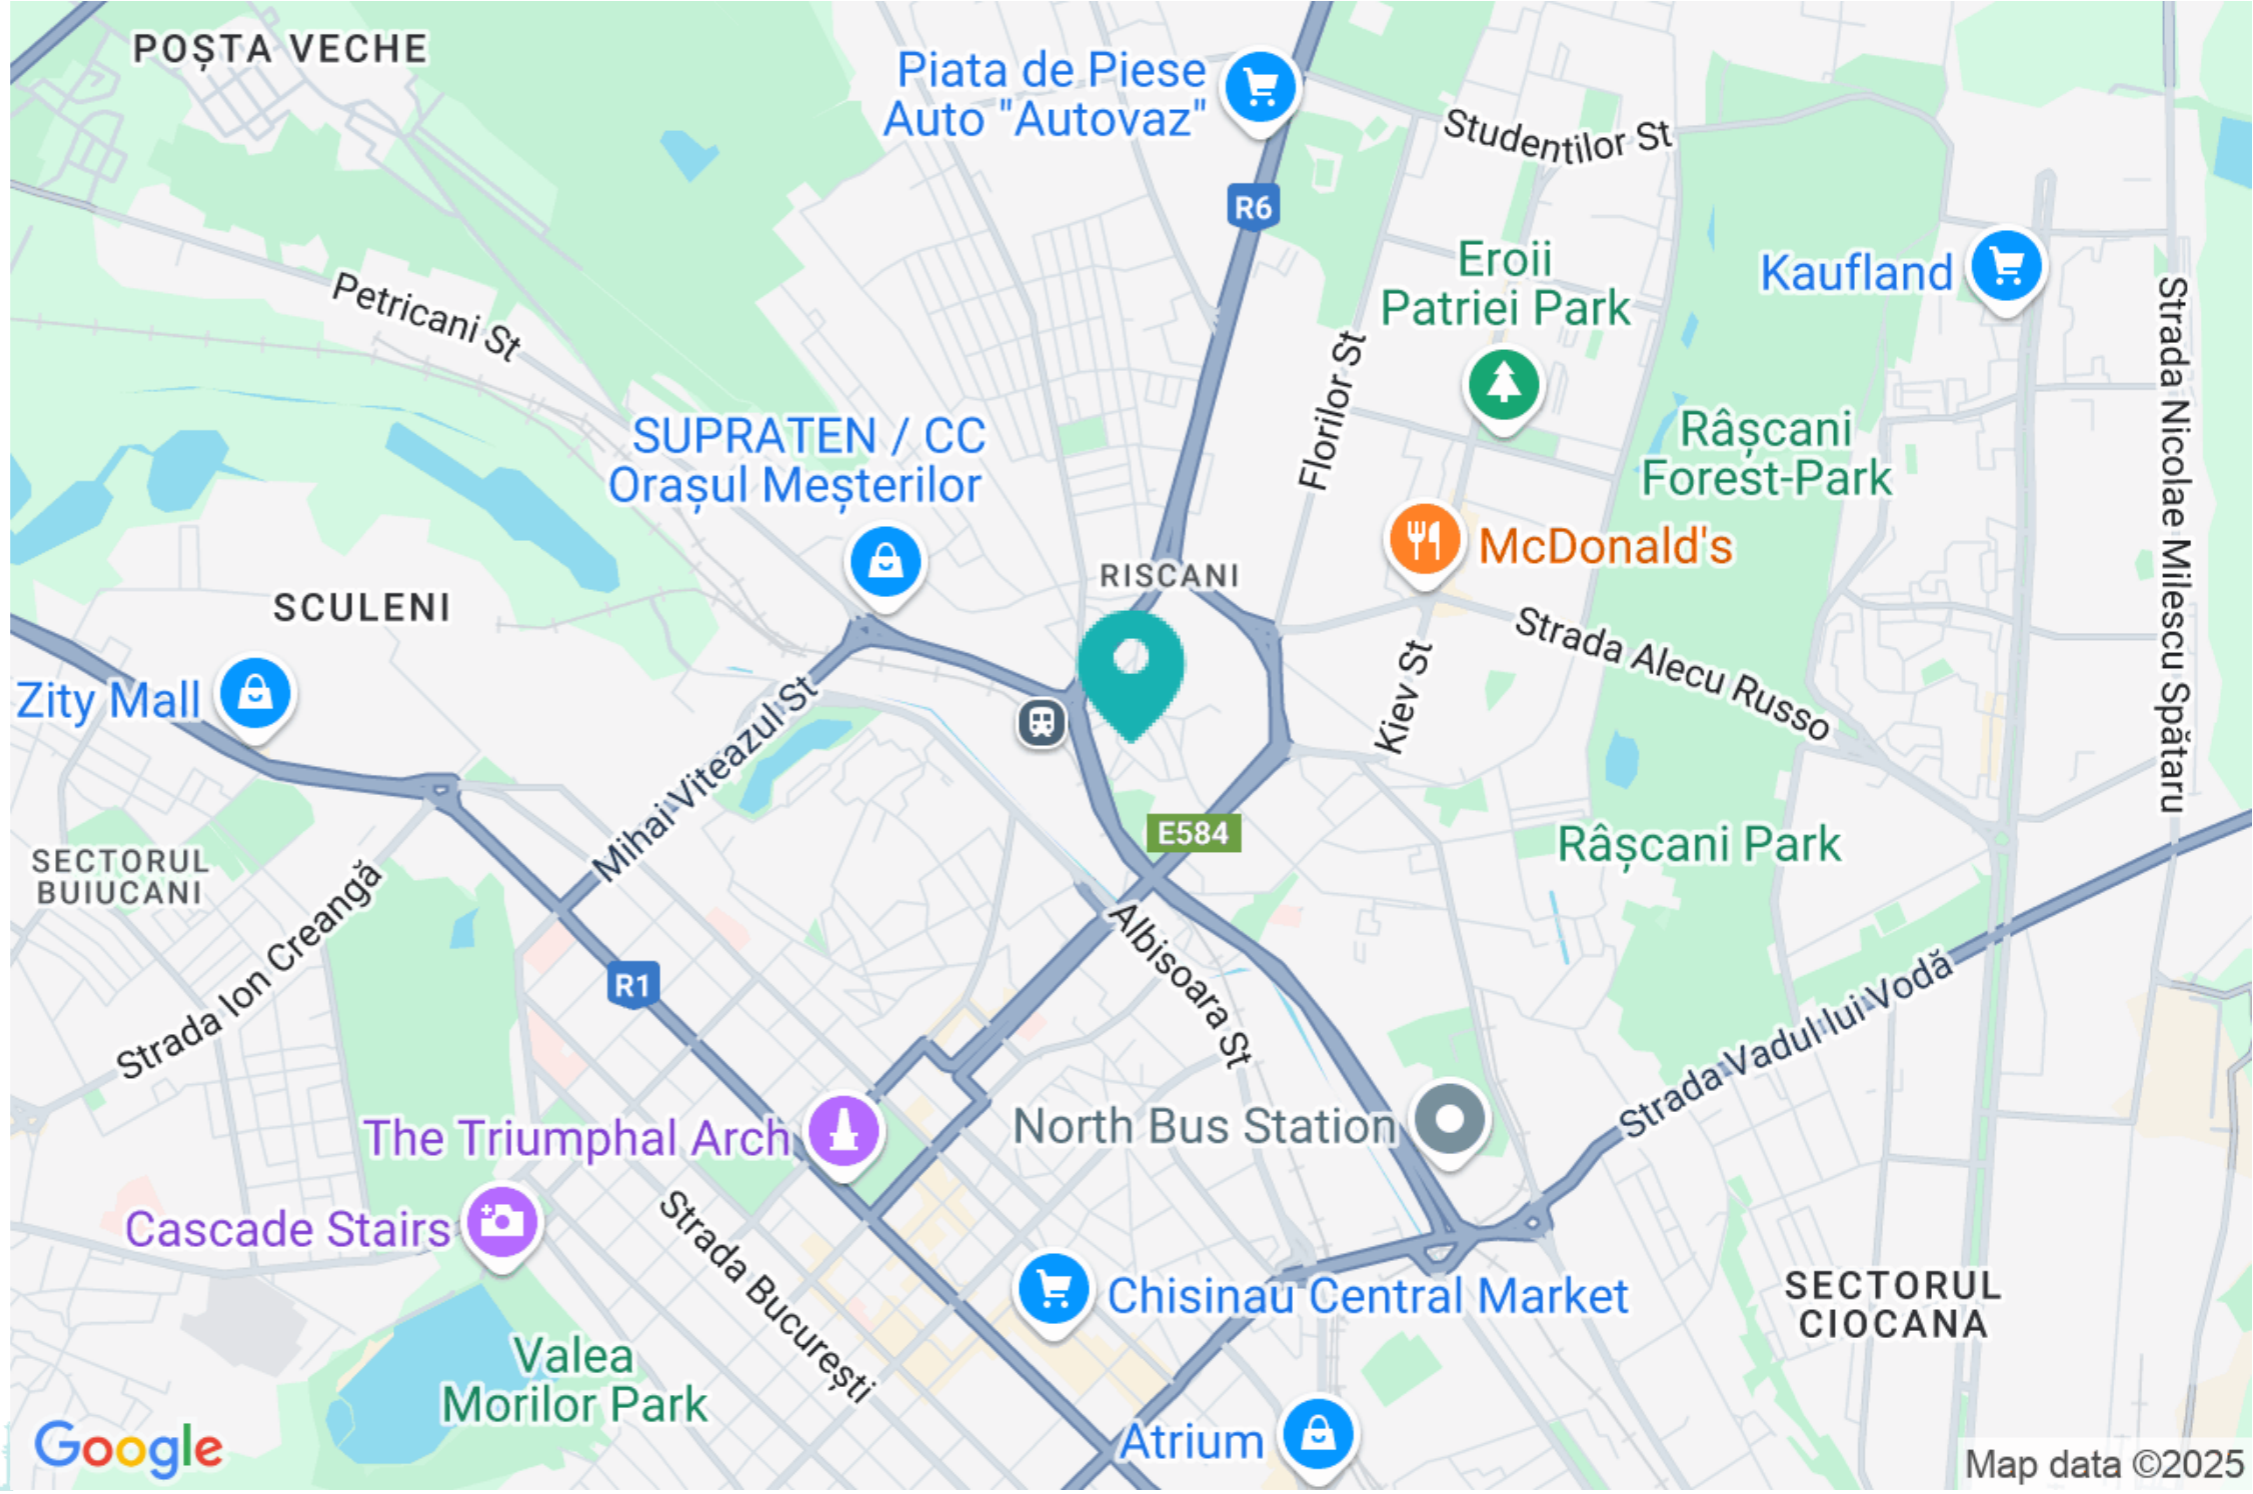 POȘTA VECHE
Piata de Piese
Auto "Autovaz"
Studentilor St
R6
Eroii
Patriei Park
Kaufland
Petricani St
Strada Nicolae Milescu Spătaru
Florilor St
SUPRATEN / CC
Orașul Meșterilor
Râșcani
Forest-Park
McDonald's
RISCANI
SCULENI
Strada Alecu Russo
Zity Mall
Kiev St
Mihai Viteazul St
E584
Râșcani Park
SECTORUL
BUIUCANI
Strada Ion Creangă
Albisoara St
R1
Strada Vadul lui Vodă
The Triumphal Arch
North Bus Station
Cascade Stairs
Strada București
Chisinau Central Market
SECTORUL
CIOCANA
Valea
Morilor Park
Atrium
Google
Map data ©2025